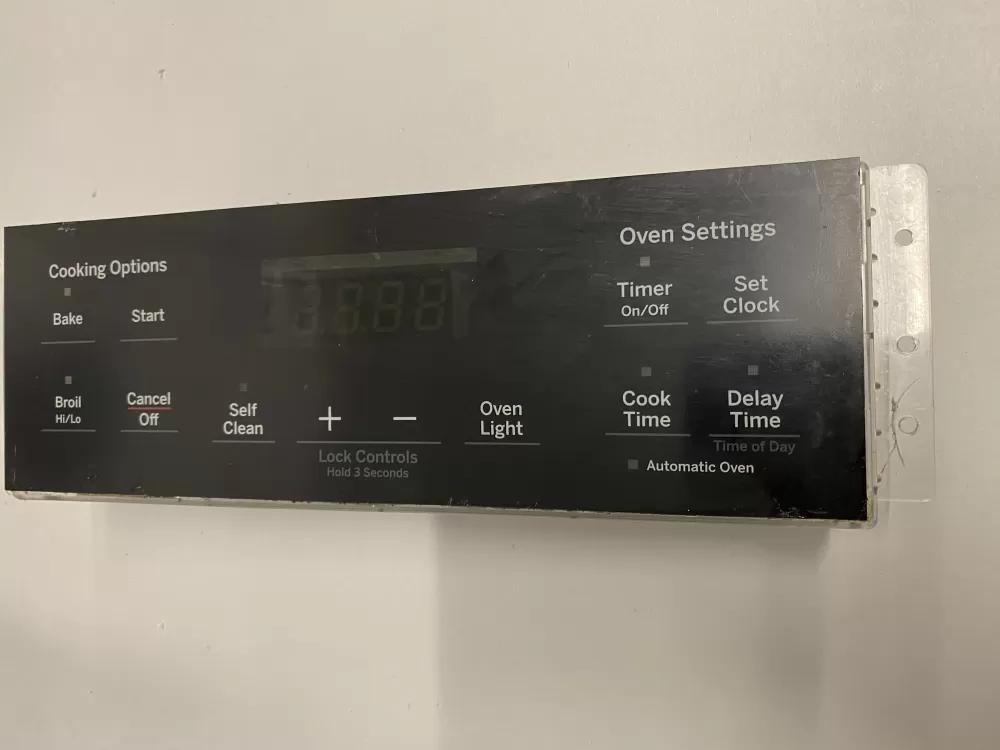 Cooking Options
Bake
Start
Broil
Hi/Lo
Cancel
Off
Self
Clean
+
−
Lock Controls
Hold 3 Seconds
Oven
Light
Oven Settings
Timer
On/Off
Set
Clock
Cook
Time
Delay
Time
Time of Day
Automatic Oven